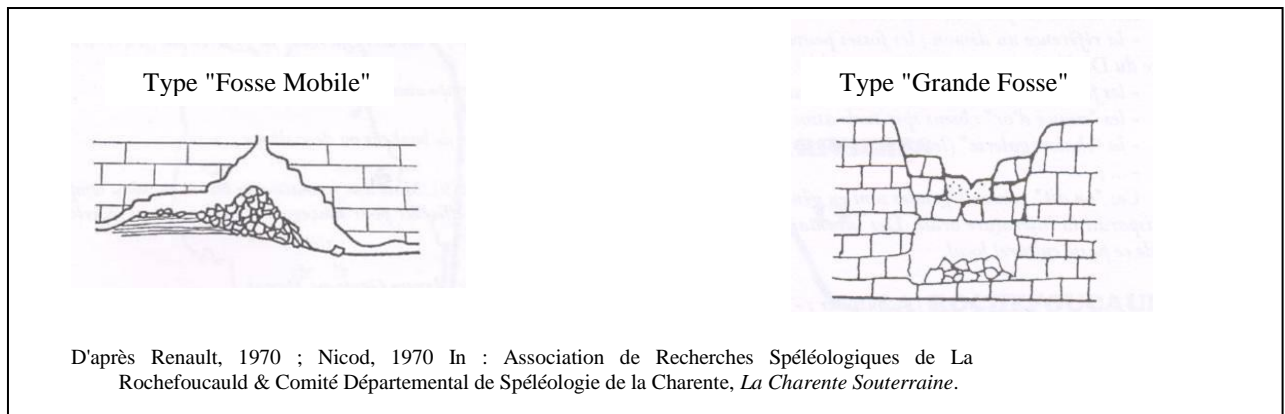 Type "Fosse Mobile"
Type "Grande Fosse"
D'après Renault, 1970 ; Nicod, 1970 In : Association de Recherches Spéléologiques de La
Rochefoucauld & Comité Départemental de Spéléologie de la Charente, La Charente Souterraine.